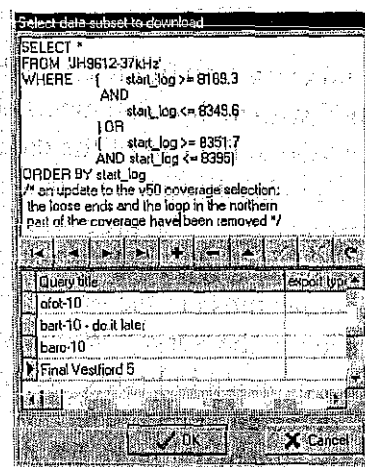 Select data subset to download
SELECT *
FROM 'JH9612-37kHz'
WHERE ( start_log >= 8169.3
AND
start_log <= 8349.6
) OR
( start_log >= 8351.7
AND start_log <= 8395)
ORDER BY start_log
/* an update to the v50 coverage selection;
the loose ends and the loop in the northern
part of the coverage have been removed */
Query title export type
ofot-10
bart-10 - do it later
baro-10
Final Vestfiord 5
Ok Cancel